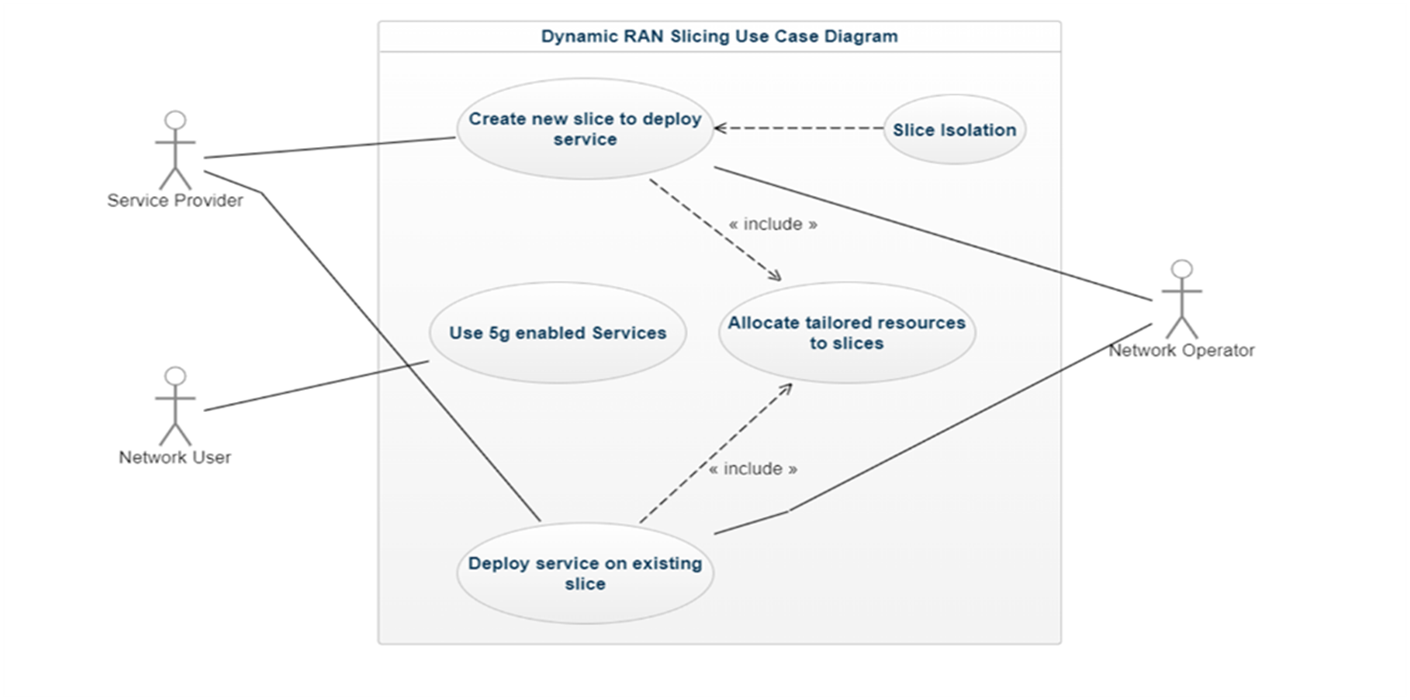 Dynamic RAN Slicing Use Case Diagram
Create new slice to deploy
service
Slice Isolation
Service Provider
« include »
Use 5g enabled Services
Allocate tailored resources
to slices
Network Operator
Network User
« include »
Deploy service on existing
slice